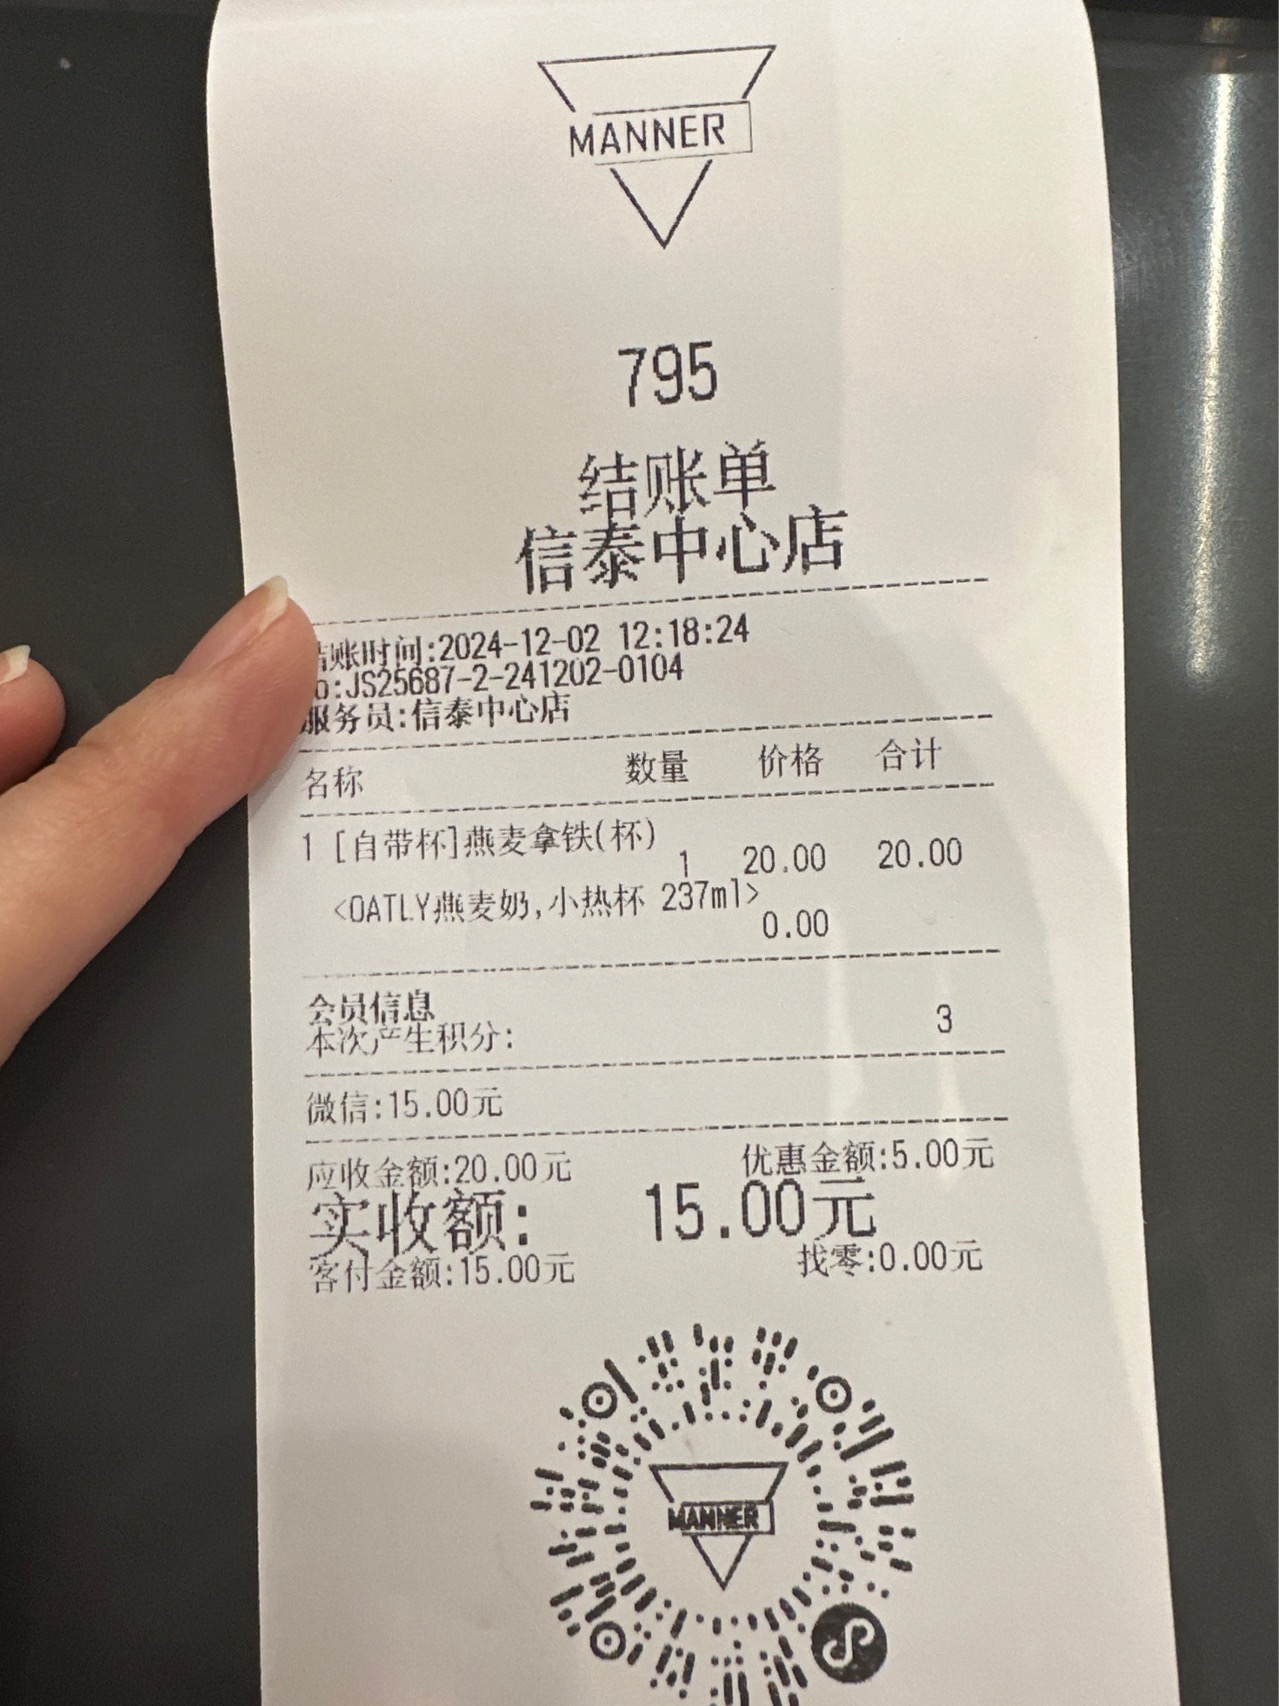 MANNER
795
结账单
信泰中心店
账时间:2024-12-02 12:18:24
o:JS25687-2-241202-0104
服务员:信泰中心店
名称 数量 价格 合计
1 [自带杯]燕麦拿铁(杯)
1 20.00 20.00
<OATLY燕麦奶,小热杯 237ml>
0.00
会员信息
本次产生积分: 3
微信:15.00元
应收金额:20.00元 优惠金额:5.00元
实收额: 15.00元
客付金额:15.00元 找零:0.00元
MANNER